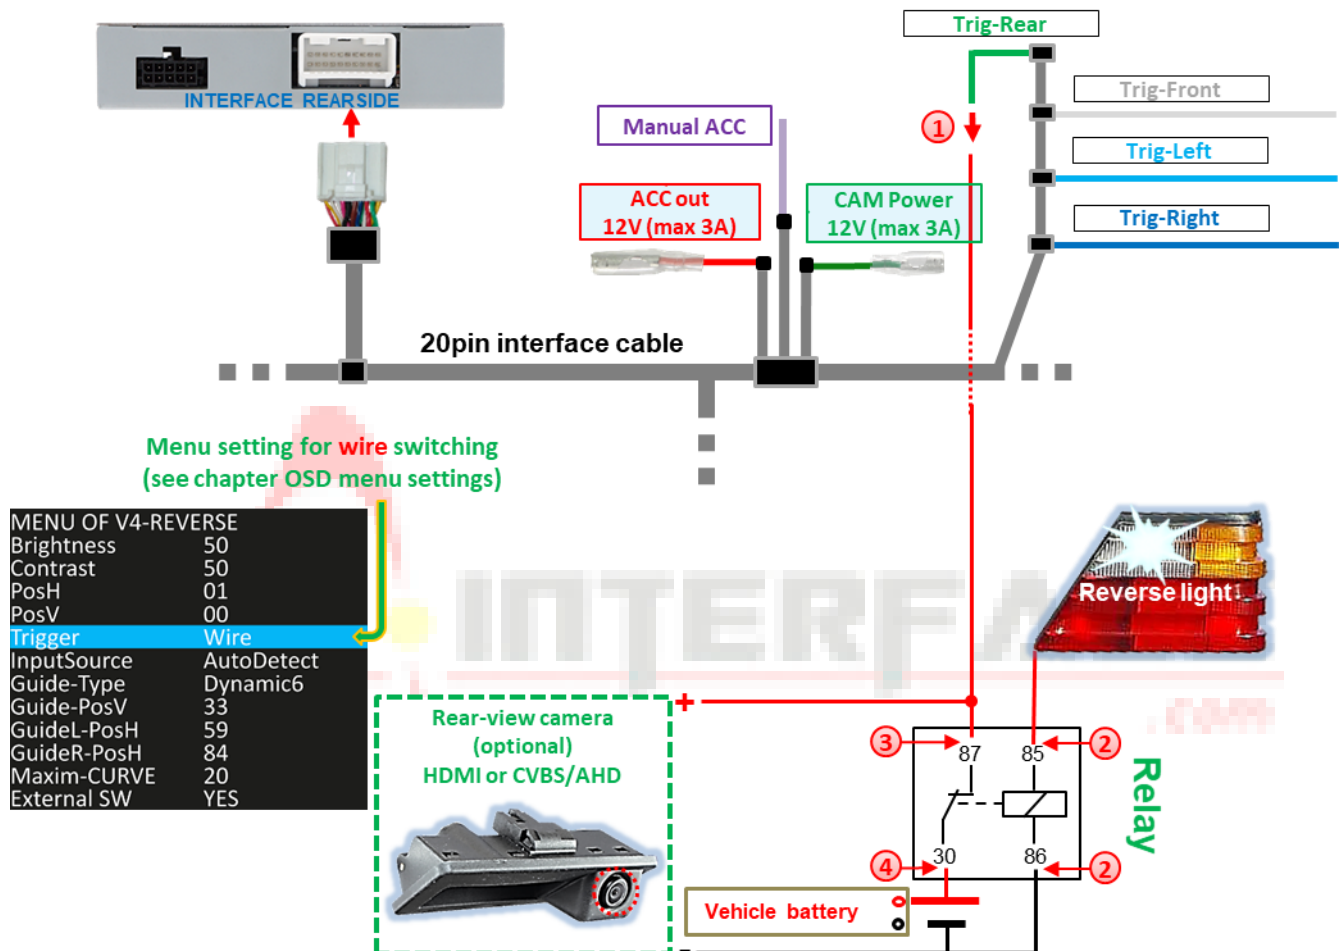 Trig-Rear
INTERFACE REARSIDE
Manual ACC
1
Trig-Front
Trig-Left
ACC out
12V (max 3A)
CAM Power
12V (max 3A)
Trig-Right
20pin interface cable
Menu setting for wire switching
(see chapter OSD menu settings)
MENU OF V4-REVERSE
Brightness 50
Contrast 50
PosH 01
PosV 00
Trigger Wire
InputSource AutoDetect
Guide-Type Dynamic6
Guide-PosV 33
GuideL-PosH 59
GuideR-PosH 84
Maxim-CURVE 20
External SW YES
INTERFA
.com
Reverse light
+
Rear-view camera
(optional)
HDMI or CVBS/AHD
3
87
85
2
Relay
4
30
86
2
Vehicle battery
-